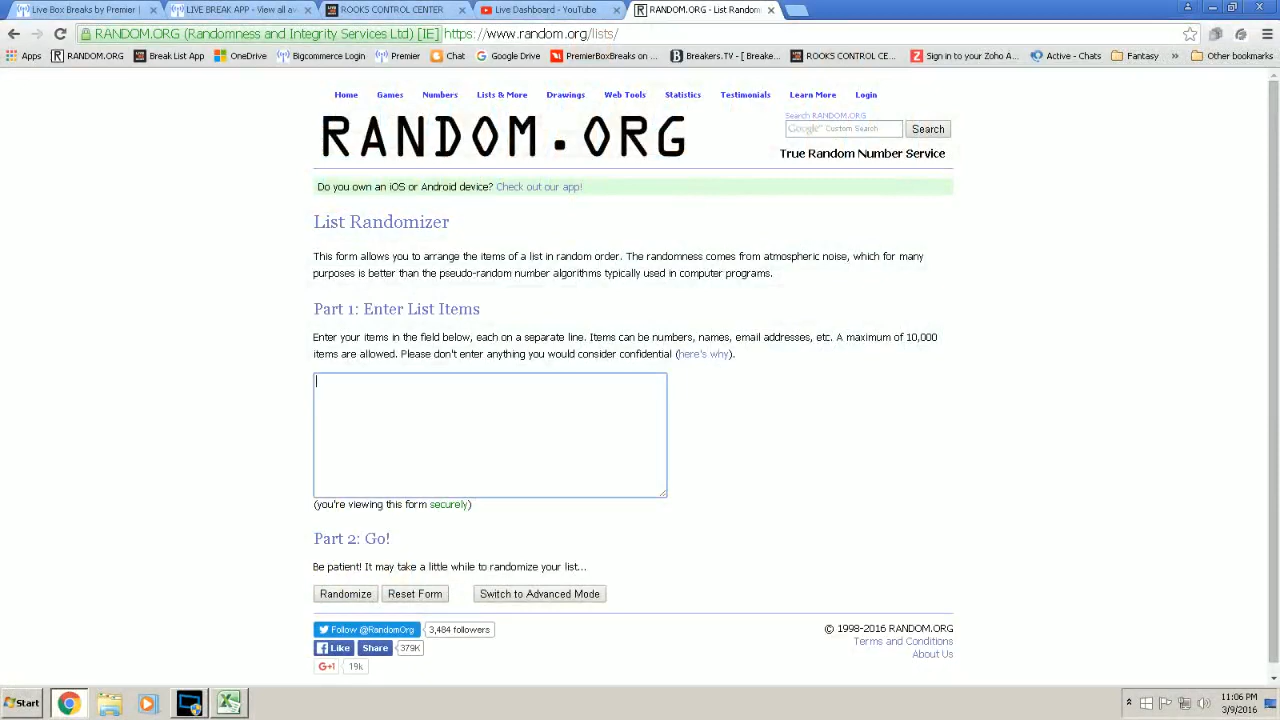 Live Box Breaks by Premier
LIVE BREAK APP - View all av
ROOKS CONTROL CENTER
Live Dashboard - YouTube
RANDOM.ORG - List Random
RANDOM.ORG (Randomness and Integrity Services Ltd) [IE] https://www.random.org/lists/
Apps
RANDOM.ORG
Break List App
OneDrive
Bigcommerce Login
Premier
Chat
Google Drive
PremierBoxBreaks on ...
Breakers.TV - [ Breake...
ROOKS CONTROL CE...
Sign in to your Zoho A...
Active - Chats
Fantasy
»
Other bookmarks
Home
Games
Numbers
Lists & More
Drawings
Web Tools
Statistics
Testimonials
Learn More
Login
RANDOM.ORG
Search RANDOM.ORG
Google™ Custom Search
Search
True Random Number Service
Do you own an iOS or Android device? Check out our app!
List Randomizer
This form allows you to arrange the items of a list in random order. The randomness comes from atmospheric noise, which for many
purposes is better than the pseudo-random number algorithms typically used in computer programs.
Part 1: Enter List Items
Enter your items in the field below, each on a separate line. Items can be numbers, names, email addresses, etc. A maximum of 10,000
items are allowed. Please don't enter anything you would consider confidential (here's why).
(you're viewing this form securely)
Part 2: Go!
Be patient! It may take a little while to randomize your list...
Randomize
Reset Form
Switch to Advanced Mode
Follow @RandomOrg
3,484 followers
Like
Share
379K
G+1
19k
© 1998-2016 RANDOM.ORG
Terms and Conditions
About Us
Start
11:06 PM
3/9/2016